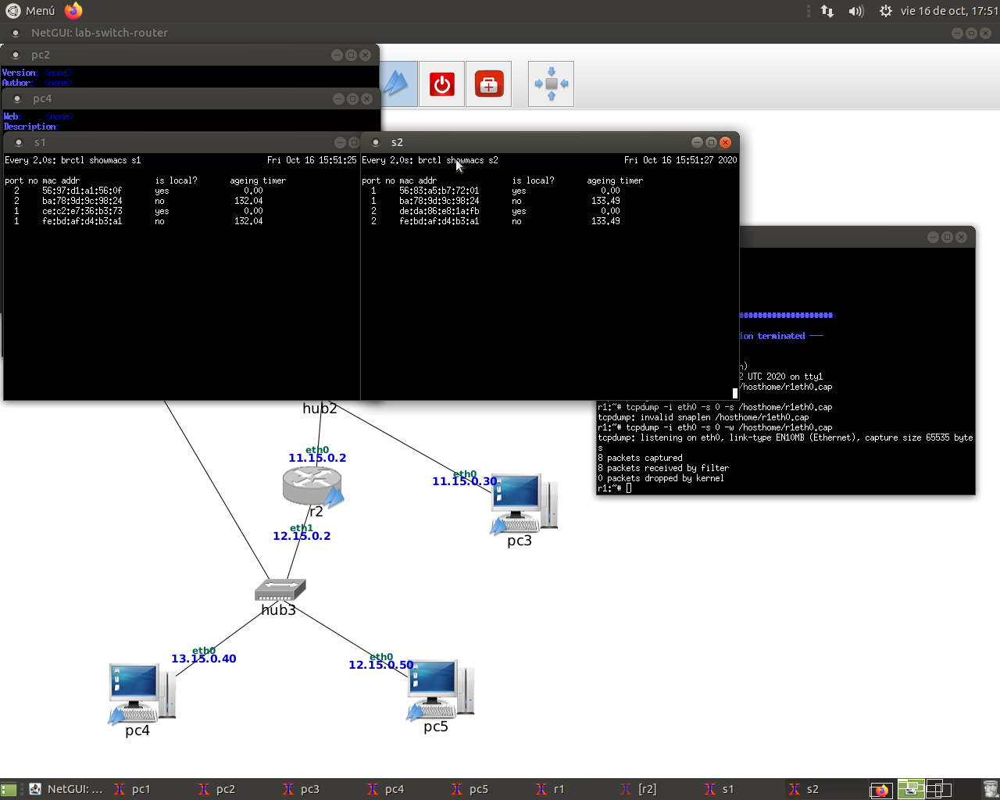 Menú
vie 16 de oct, 17:51
NetGUI: lab-switch-router
pc2
Version: <none>
Author: <none>
pc4
Web: <none>
Description:
s1
Every 2.0s: brctl showmacs s1 Fri Oct 16 15:51:25
port no mac addr is local? ageing timer
2 56:97:d1:a1:56:0f yes 0.00
2 ba:78:9d:9c:98:24 no 132.04
1 ce:c2:e7:36:b3:73 yes 0.00
1 fe:bd:af:d4:b3:a1 no 132.04
s2
Every 2.0s: brctl showmacs s2 Fri Oct 16 15:51:27 2020
port no mac addr is local? ageing timer
1 56:83:a5:b7:72:01 yes 0.00
1 ba:78:9d:9c:98:24 no 133.49
2 de:da:86:e8:1a:fb yes 0.00
2 fe:bd:af:d4:b3:a1 no 133.49
ion terminated
2 UTC 2020 on tty1
/hosthome/r1eth0.cap
r1:~# tcpdump -i eth0 -s 0 -s /hosthome/r1eth0.cap
tcpdump: invalid snaplen /hosthome/r1eth0.cap
r1:~# tcpdump -i eth0 -s 0 -w /hosthome/r1eth0.cap
tcpdump: listening on eth0, link-type EN10MB (Ethernet), capture size 65535 byte
s
8 packets captured
8 packets received by filter
0 packets dropped by kernel
r1:~#
hub2
eth0
11.15.0.2
r2
eth1
12.15.0.2
eth0
11.15.0.30
pc3
hub3
eth0
13.15.0.40
pc4
eth0
12.15.0.50
pc5
NetGUI: ...
pc1
pc2
pc3
pc4
pc5
r1
[r2]
s1
s2